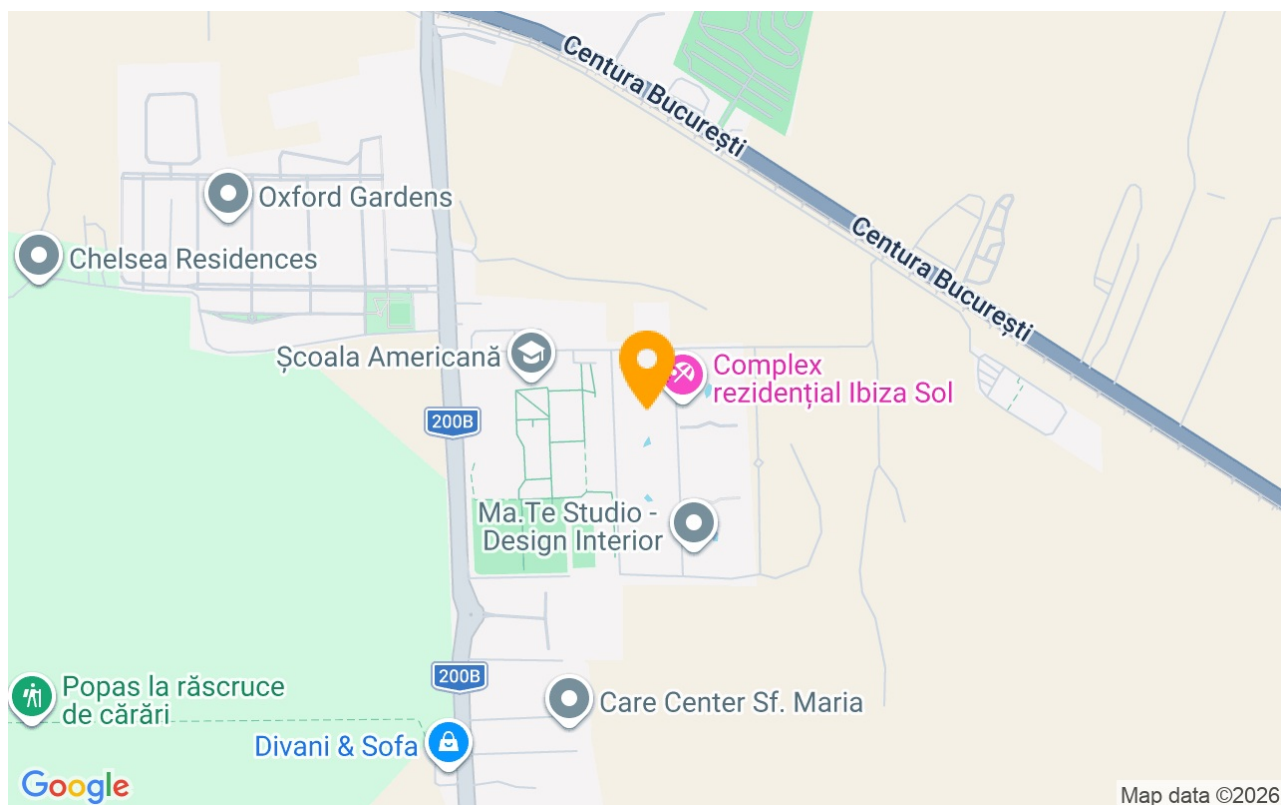 Centura București
Oxford Gardens
Chelsea Residences
Centura București
Școala Americană
Complex
rezidențial Ibiza Sol
200B
Ma.Te Studio -
Design Interior
200B
Popas la răscruce
de cărări
Care Center Sf. Maria
Divani & Sofa
Google
Map data ©2026